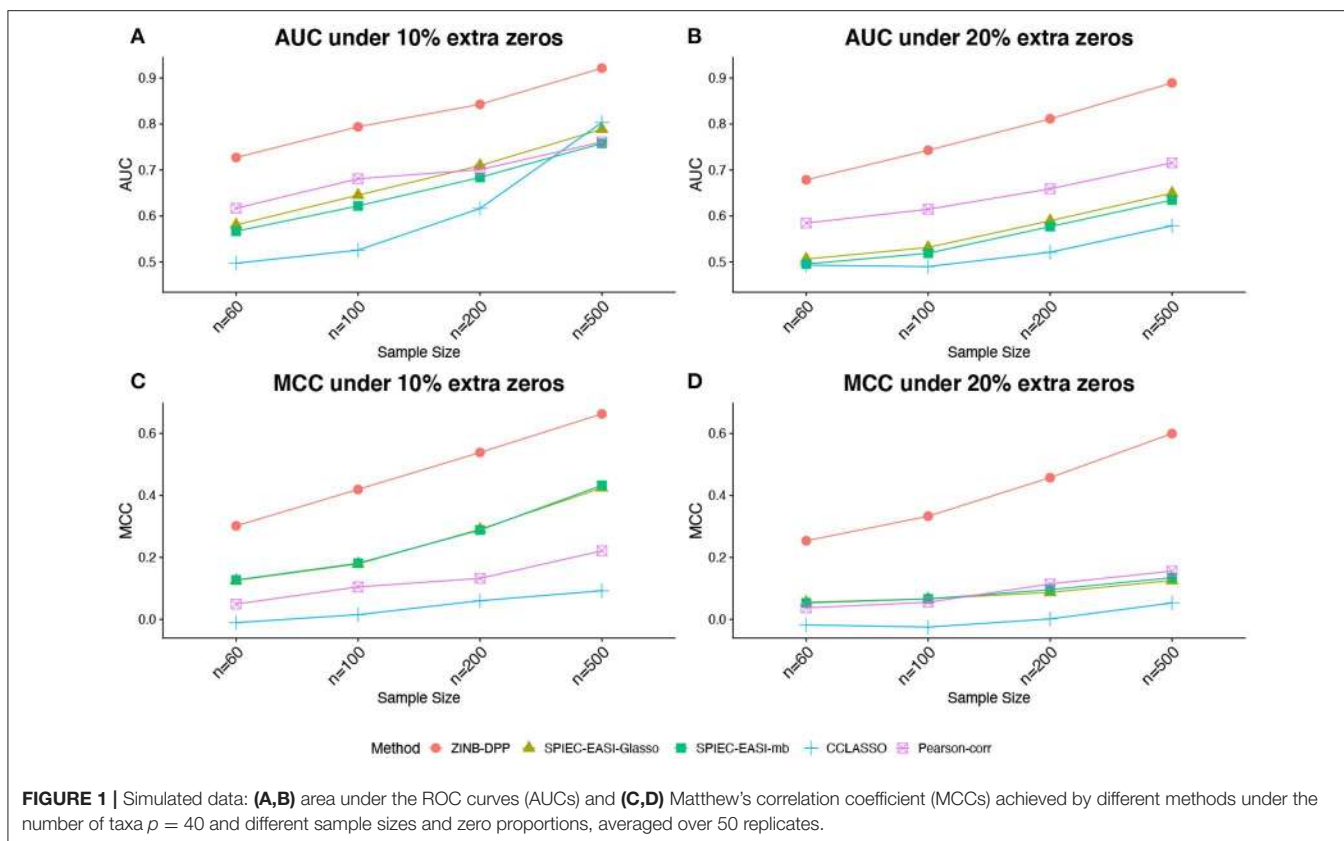 A
AUC under 10% extra zeros
0.9
0.8
0.7
0.6
0.5
AUC
n=60
n=100
n=200
n=500
Sample Size
B
AUC under 20% extra zeros
0.9
0.8
0.7
0.6
0.5
AUC
n=60
n=100
n=200
n=500
Sample Size
C
MCC under 10% extra zeros
0.6
0.4
0.2
0.0
MCC
n=60
n=100
n=200
n=500
Sample Size
D
MCC under 20% extra zeros
0.6
0.4
0.2
0.0
MCC
n=60
n=100
n=200
n=500
Sample Size
Method ZINB-DPP SPIEC-EASI-Glasso SPIEC-EASI-mb CCLASSO Pearson-corr
FIGURE 1 | Simulated data: (A,B) area under the ROC curves (AUCs) and (C,D) Matthew's correlation coefficient (MCCs) achieved by different methods under the
number of taxa p = 40 and different sample sizes and zero proportions, averaged over 50 replicates.